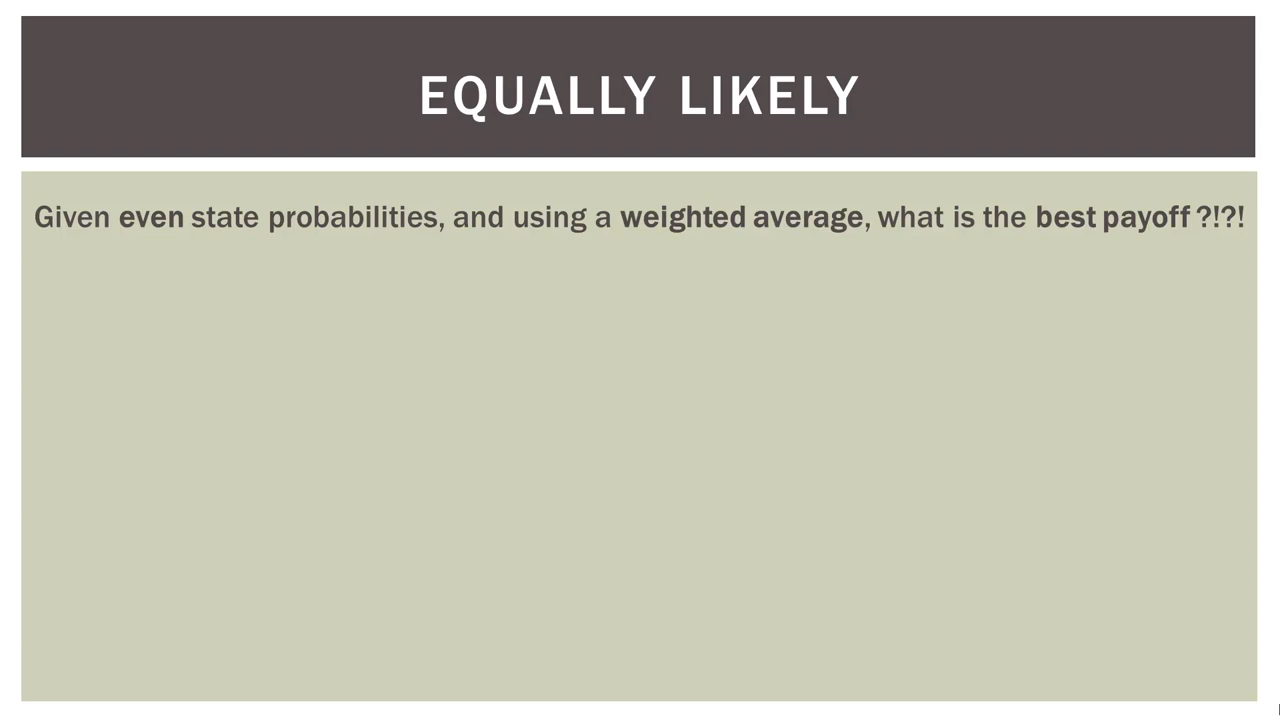 EQUALLY LIKELY
Given even state probabilities, and using a weighted average, what is the best payoff ?!?!